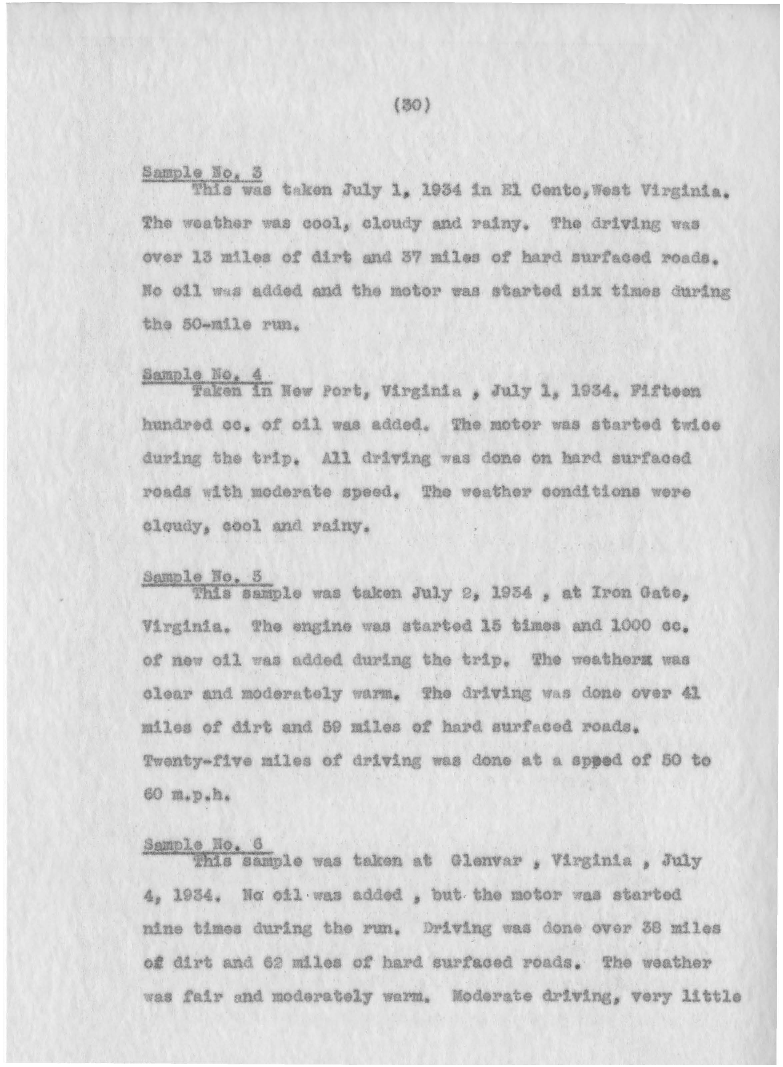 (30)
Sample No. 3
This was taken July 1, 1934 in El Cento,West Virginia.
The weather was cool, cloudy and rainy. The driving was
over 13 miles of dirt and 37 miles of hard surfaced roads.
No oil was added and the motor was started six times during
the 50-mile run.
Sample No. 4
Taken in New Port, Virginia , July 1, 1934. Fifteen
hundred cc. of oil was added. The motor was started twice
during the trip. All driving was done on hard surfaced
roads with moderate speed. The weather conditions were
cloudy, cool and rainy.
Sample No. 5
This sample was taken July 2, 1934 , at Iron Gate,
Virginia. The engine was started 15 times and 1000 cc.
of new oil was added during the trip. The weatherx was
clear and moderately warm. The driving was done over 41
miles of dirt and 59 miles of hard surfaced roads.
Twenty-five miles of driving was done at a speed of 50 to
60 m.p.h.
Sample No. 6
This sample was taken at Glenvar , Virginia , July
4, 1934. No oil was added , but the motor was started
nine times during the run. Driving was done over 38 miles
of dirt and 62 miles of hard surfaced roads. The weather
was fair and moderately warm. Moderate driving, very little